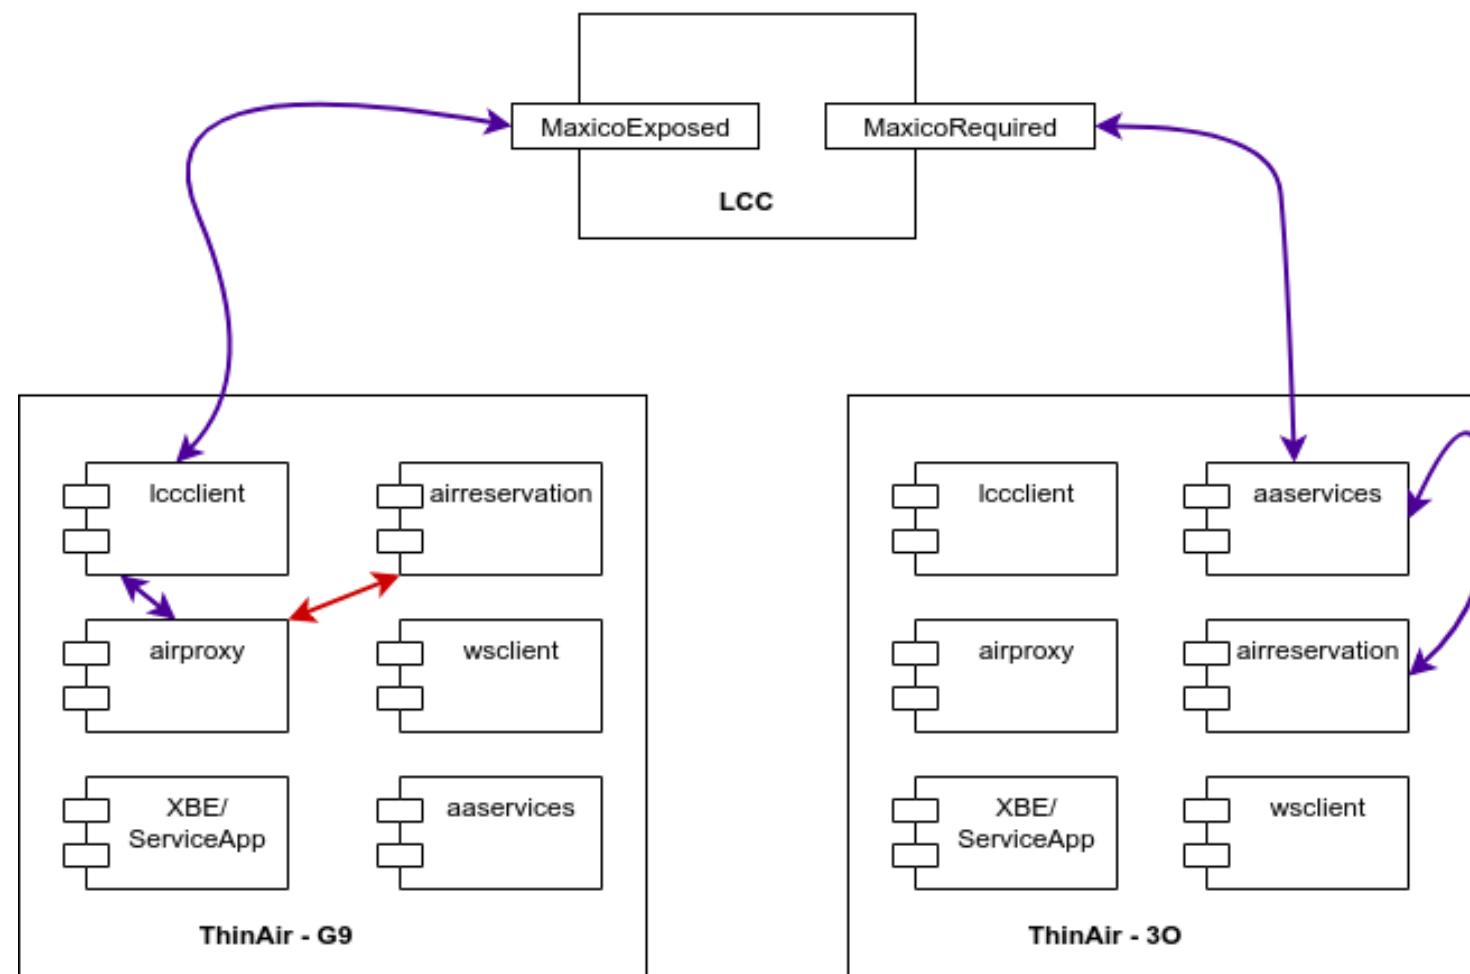 MaxicoExposed
MaxicoRequired
LCC
lccclient
airreservation
airproxy
wsclient
XBE/
ServiceApp
aaservices
ThinAir - G9
lccclient
aaservices
airproxy
airreservation
XBE/
ServiceApp
wsclient
ThinAir - 3O